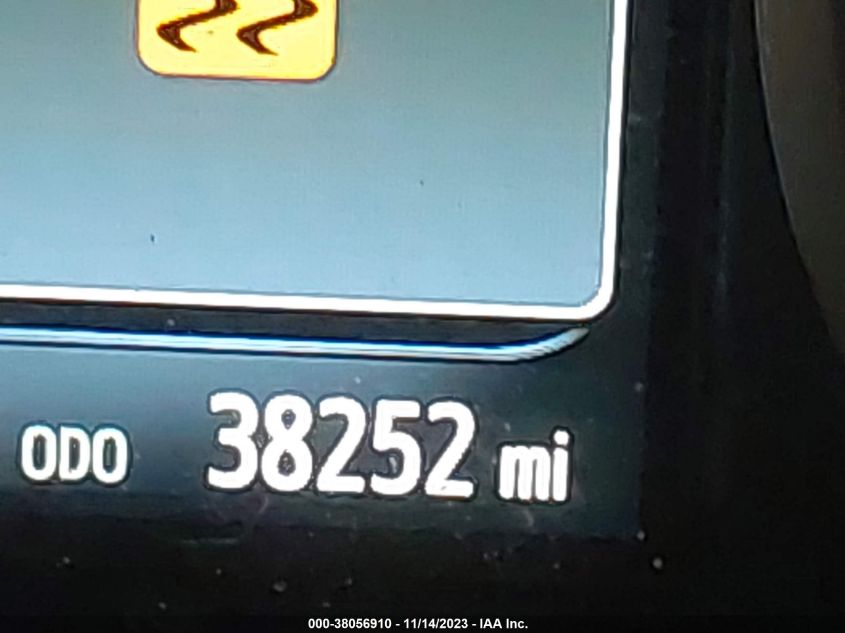 ODO 38252 mi
000-38056910 - 11/14/2023 - IAA Inc.